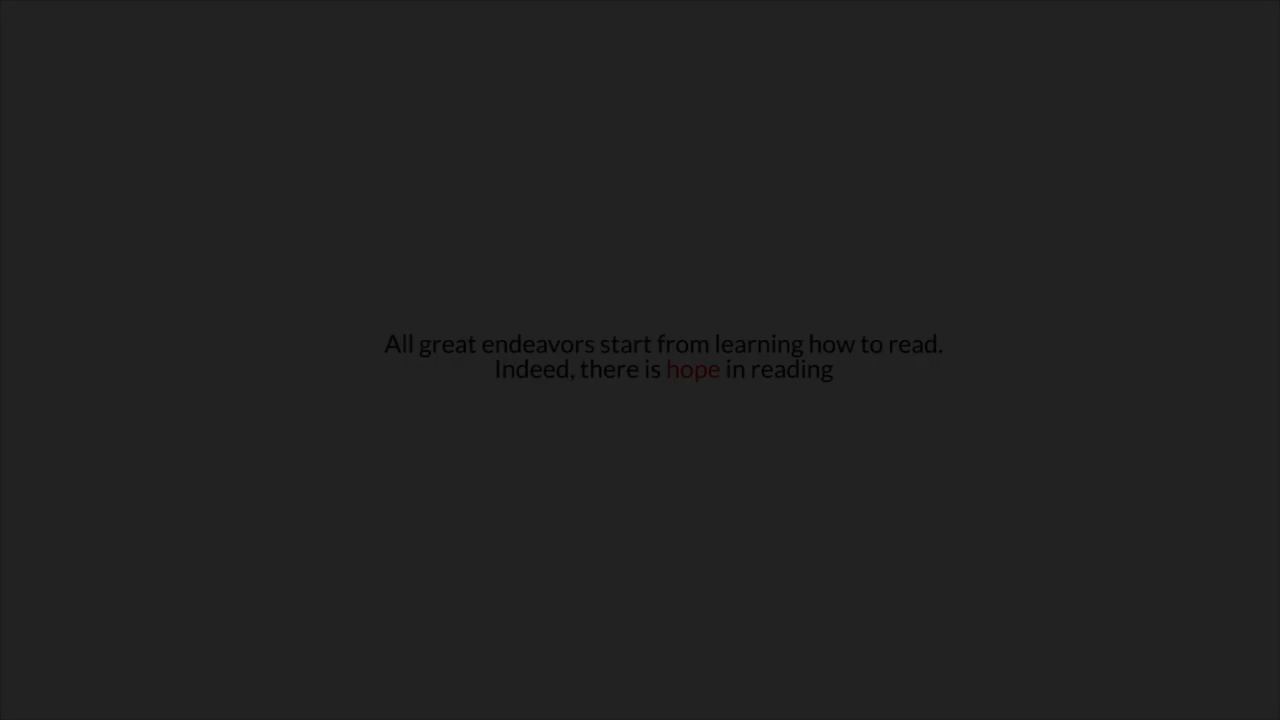 All great endeavors start from learning how to read.
Indeed, there is hope in reading